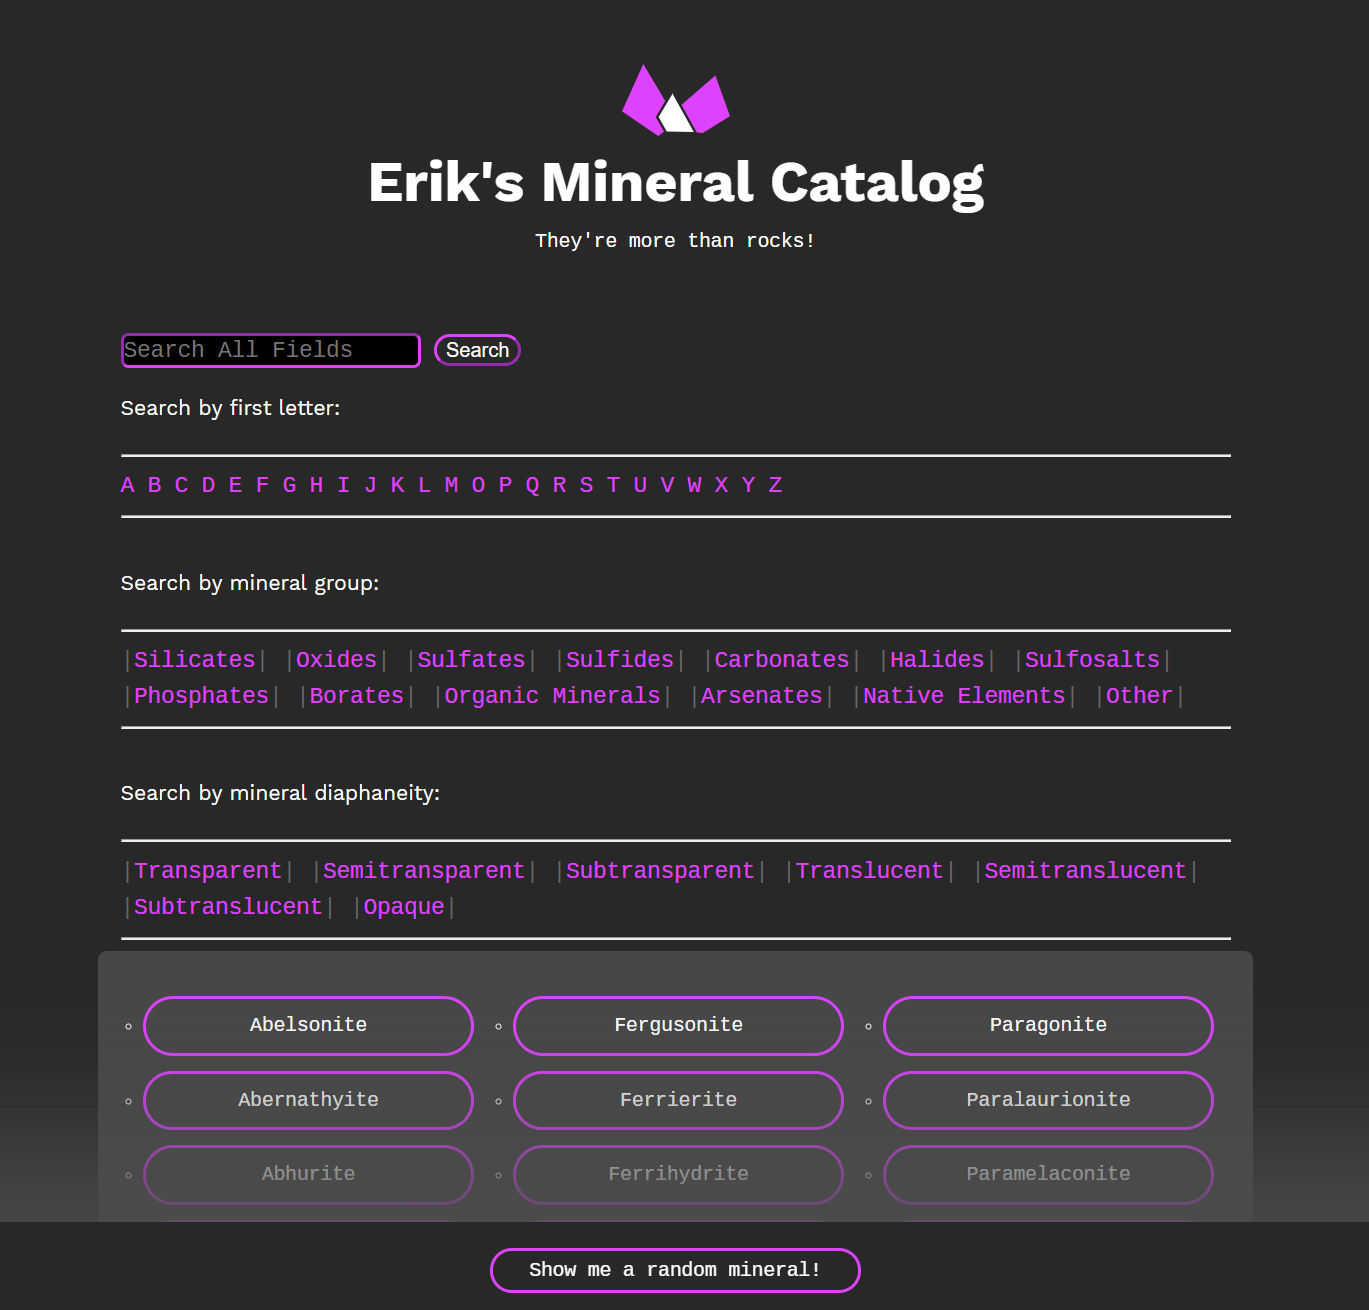 Erik's Mineral Catalog
They're more than rocks!
Search All Fields Search
Search by first letter:
A B C D E F G H I J K L M O P Q R S T U V W X Y Z
Search by mineral group:
|Silicates| |Oxides| |Sulfates| |Sulfides| |Carbonates| |Halides| |Sulfosalts|
|Phosphates| |Borates| |Organic Minerals| |Arsenates| |Native Elements| |Other|
Search by mineral diaphaneity:
|Transparent| |Semitransparent| |Subtransparent| |Translucent| |Semitranslucent|
|Subtranslucent| |Opaque|
Abelsonite Fergusonite Paragonite
Abernathyite Ferrierite Paralaurionite
Abhurite Ferrihydrite Paramelaconite
Show me a random mineral!